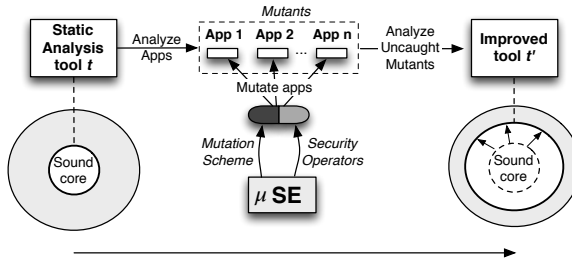 Mutants
Static
Analysis
tool t
Analyze
Apps
App 1 App 2 App n
...
Analyze
Uncaught
Mutants
Improved
tool t'
Mutate apps
Mutation
Scheme
Security
Operators
Sound
core
Sound
core
μ SE